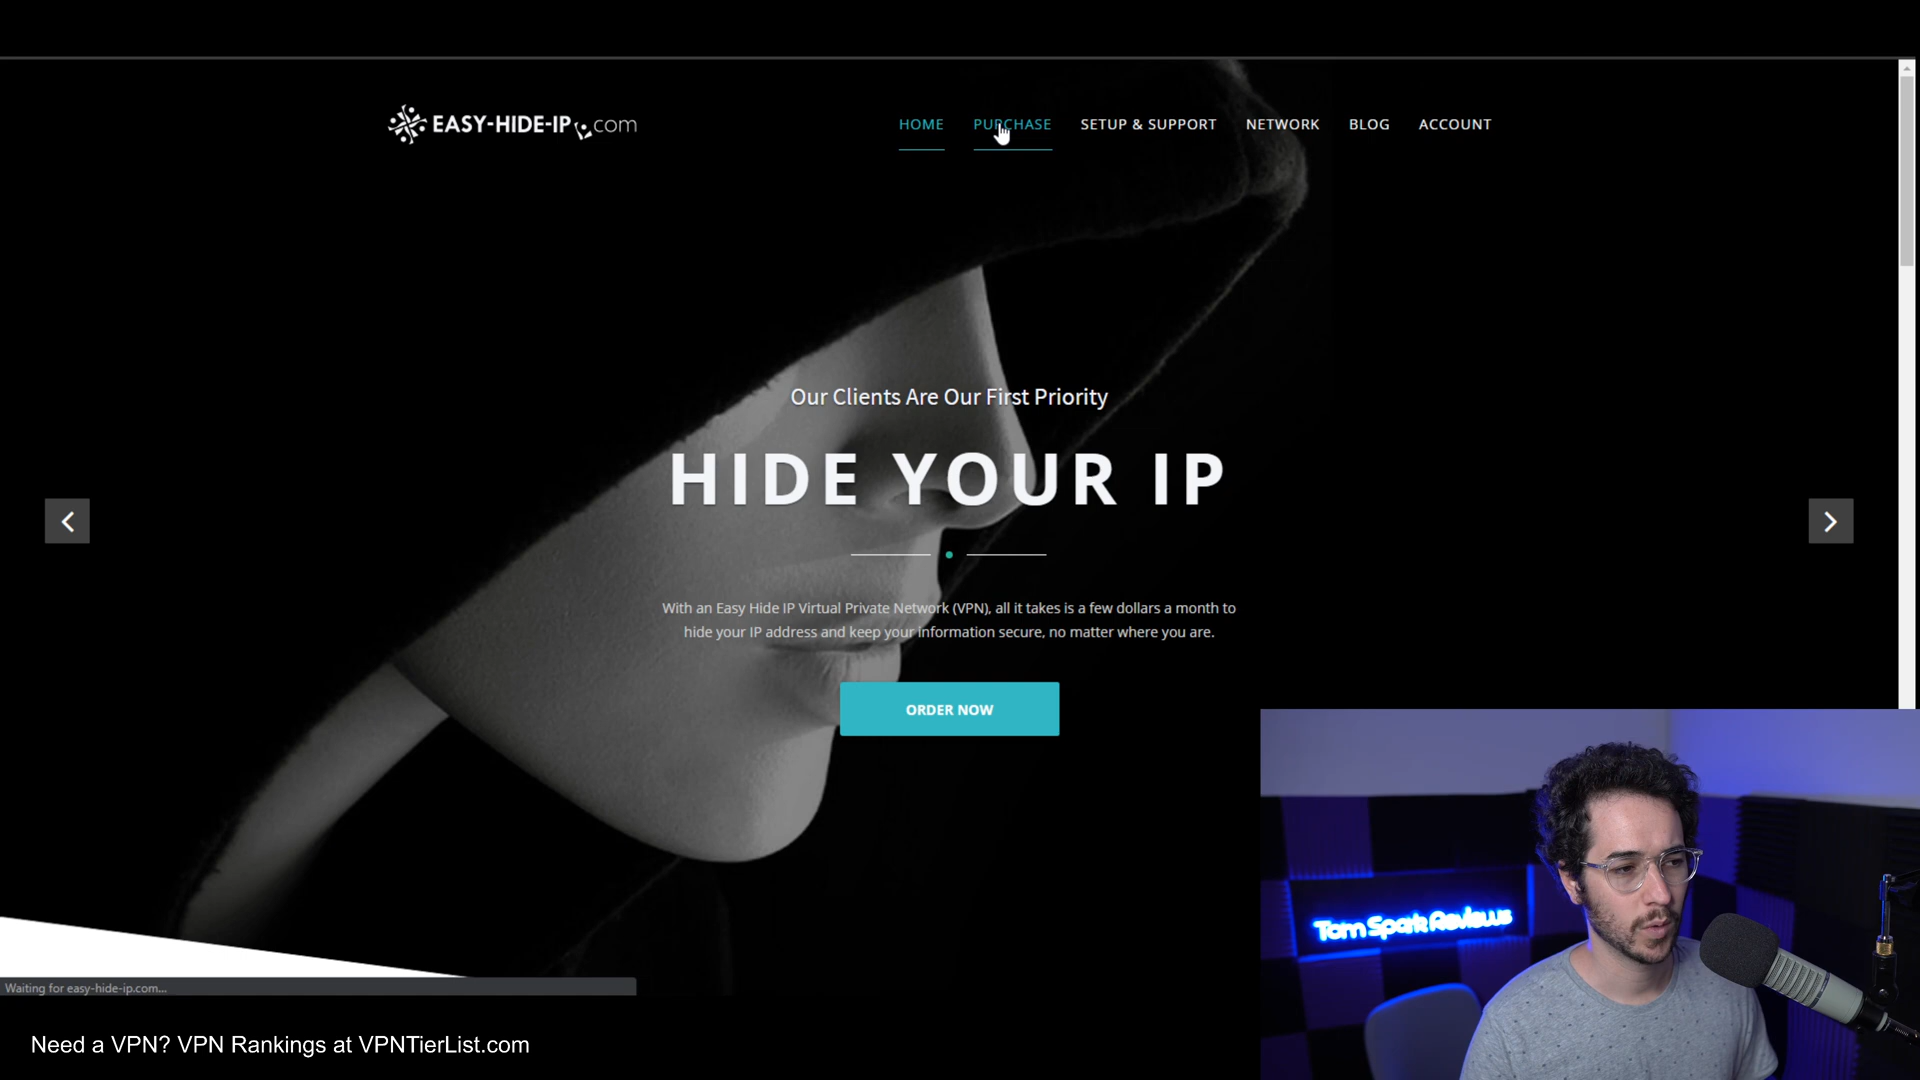 EASY-HIDE-IP.com
HOME PURCHASE SETUP & SUPPORT NETWORK BLOG ACCOUNT
Our Clients Are Our First Priority
HIDE YOUR IP
With an Easy Hide IP Virtual Private Network (VPN), all it takes is a few dollars a month to
hide your IP address and keep your information secure, no matter where you are.
ORDER NOW
Tom Spark Reviews
Waiting for easy-hide-ip.com...
Need a VPN? VPN Rankings at VPNTierList.com